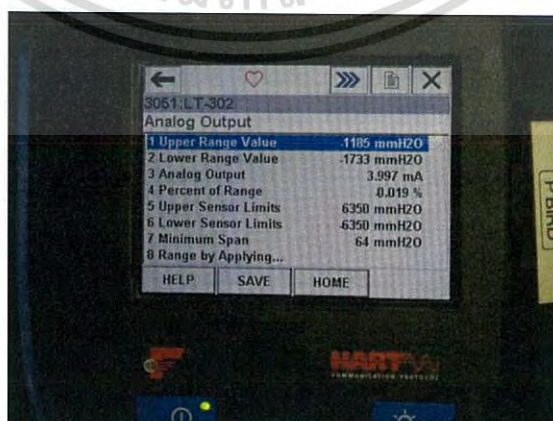 3051:LT-302
Analog Output
1 Upper Range Value -1185 mmH2O
2 Lower Range Value -1733 mmH2O
3 Analog Output 3.997 mA
4 Percent of Range -0.019 %
5 Upper Sensor Limits 6350 mmH2O
6 Lower Sensor Limits -6350 mmH2O
7 Minimum Span 64 mmH2O
8 Range by Applying...
HELP SAVE HOME
HART
COMMUNICATION PROTOCOL